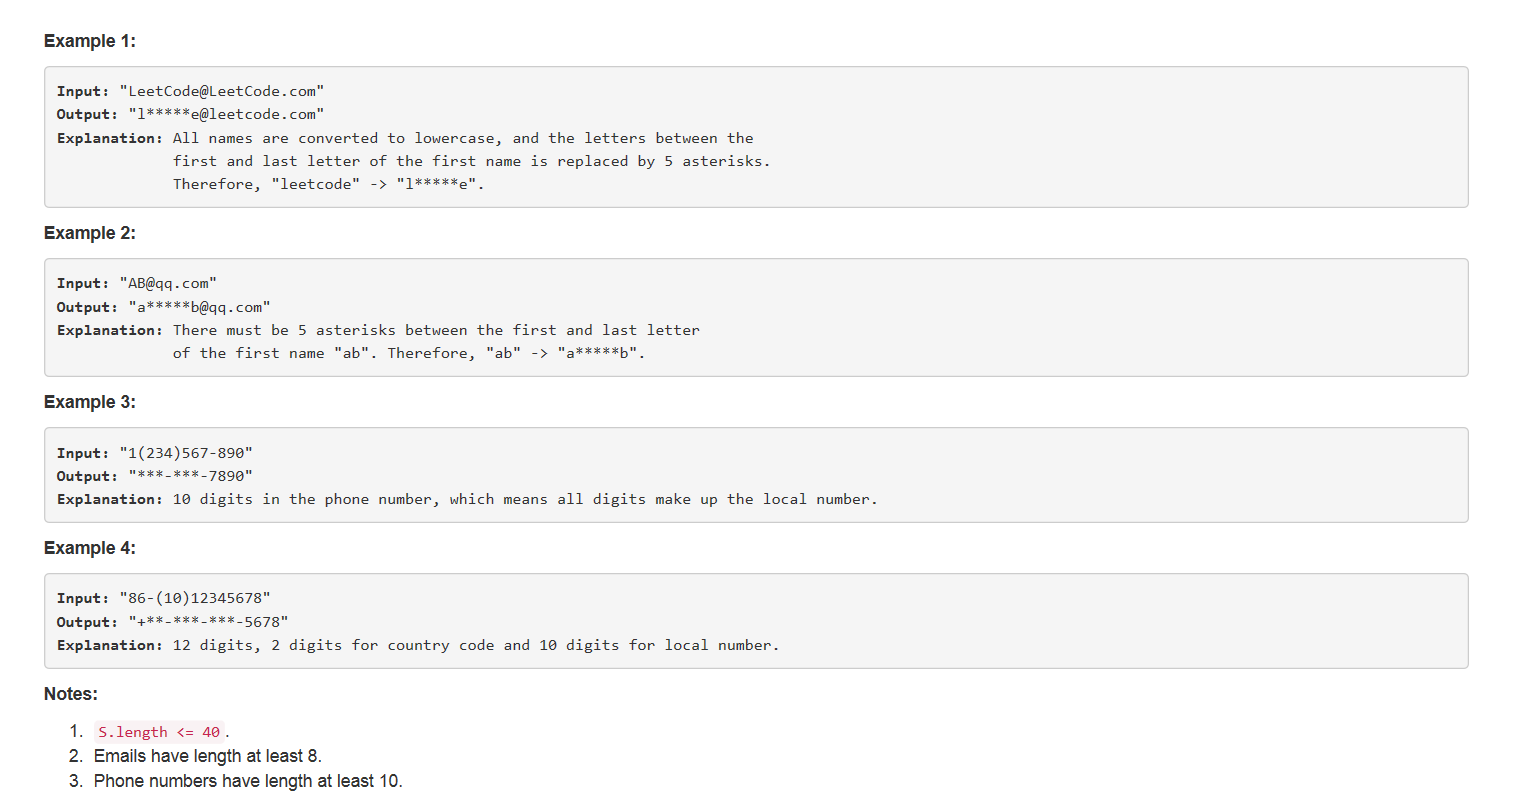 Example 1:
Input: "LeetCode@LeetCode.com"
Output: "l*****e@leetcode.com"
Explanation: All names are converted to lowercase, and the letters between the
first and last letter of the first name is replaced by 5 asterisks.
Therefore, "leetcode" -> "l*****e".
Example 2:
Input: "AB@qq.com"
Output: "a*****b@qq.com"
Explanation: There must be 5 asterisks between the first and last letter
of the first name "ab". Therefore, "ab" -> "a*****b".
Example 3:
Input: "1(234)567-890"
Output: "***-***-7890"
Explanation: 10 digits in the phone number, which means all digits make up the local number.
Example 4:
Input: "86-(10)12345678"
Output: "+**-***-***-5678"
Explanation: 12 digits, 2 digits for country code and 10 digits for local number.
Notes:
1. S.length <= 40.
2. Emails have length at least 8.
3. Phone numbers have length at least 10.